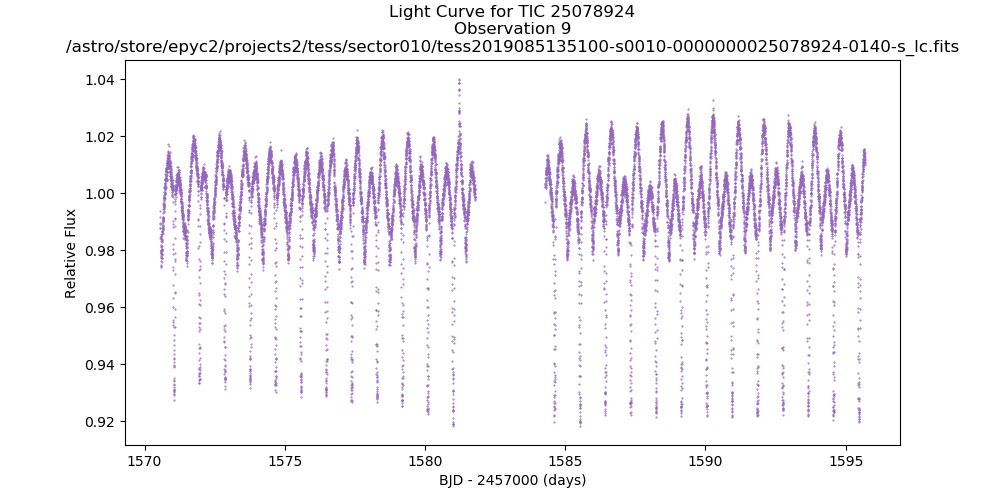 Light Curve for TIC 25078924
Observation 9
/astro/store/epyc2/projects2/tess/sector010/tess2019085135100-s0010-0000000025078924-0140-s_lc.fits
1.04
1.02
1.00
0.98
0.96
0.94
0.92
Relative Flux
1570
1575
1580
1585
1590
1595
BJD - 2457000 (days)